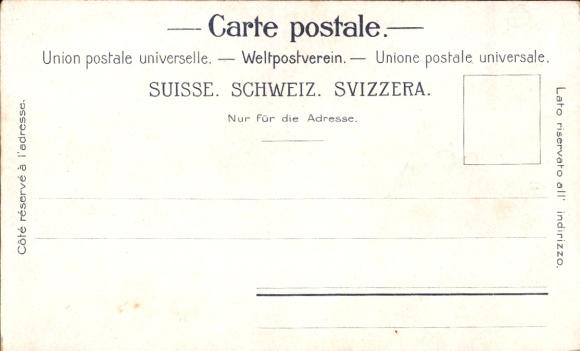 — Carte postale. —
Union postale universelle. — Weltpostverein. — Unione postale universale.
SUISSE. SCHWEIZ. SVIZZERA.
Nur für die Adresse.
Côté réservé à l'adresse.
Lato riservato all' indirizzo.